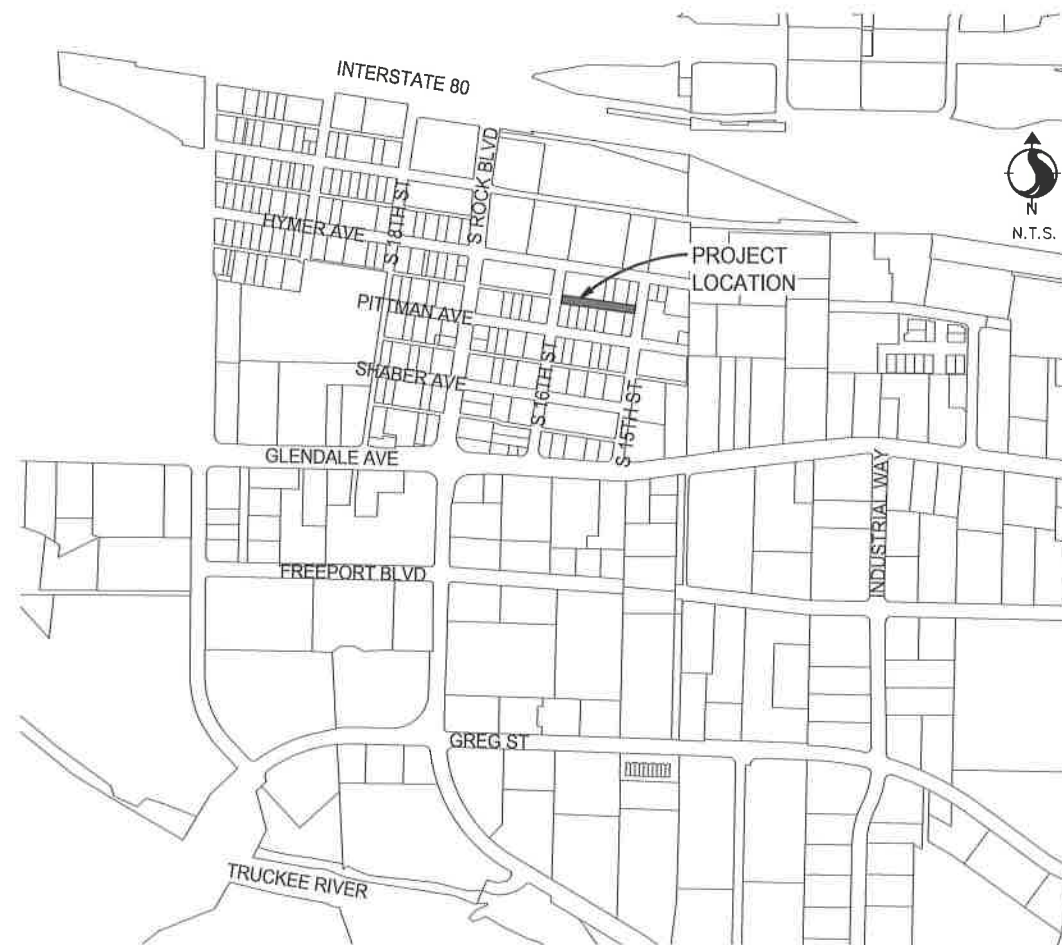 INTERSTATE 80
S ROCK BLVD
S 18TH ST
HYMER AVE
N
N.T.S.
PROJECT
LOCATION
PITTMAN AVE
SHABER AVE
S 16TH ST
S 15TH ST
GLENDALE AVE
INDUSTRIAL WAY
FREEPORT BLVD
GREG ST
TRUCKEE RIVER